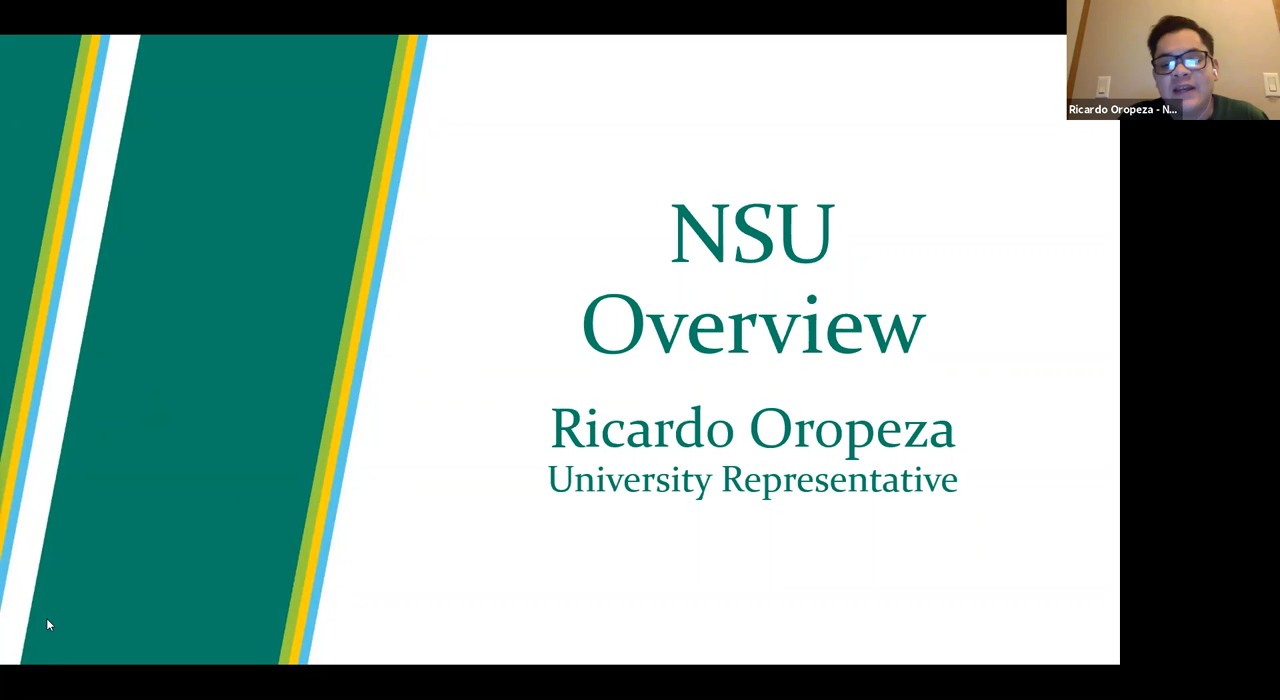 Ricardo Oropeza - N...
NSU
Overview
Ricardo Oropeza
University Representative